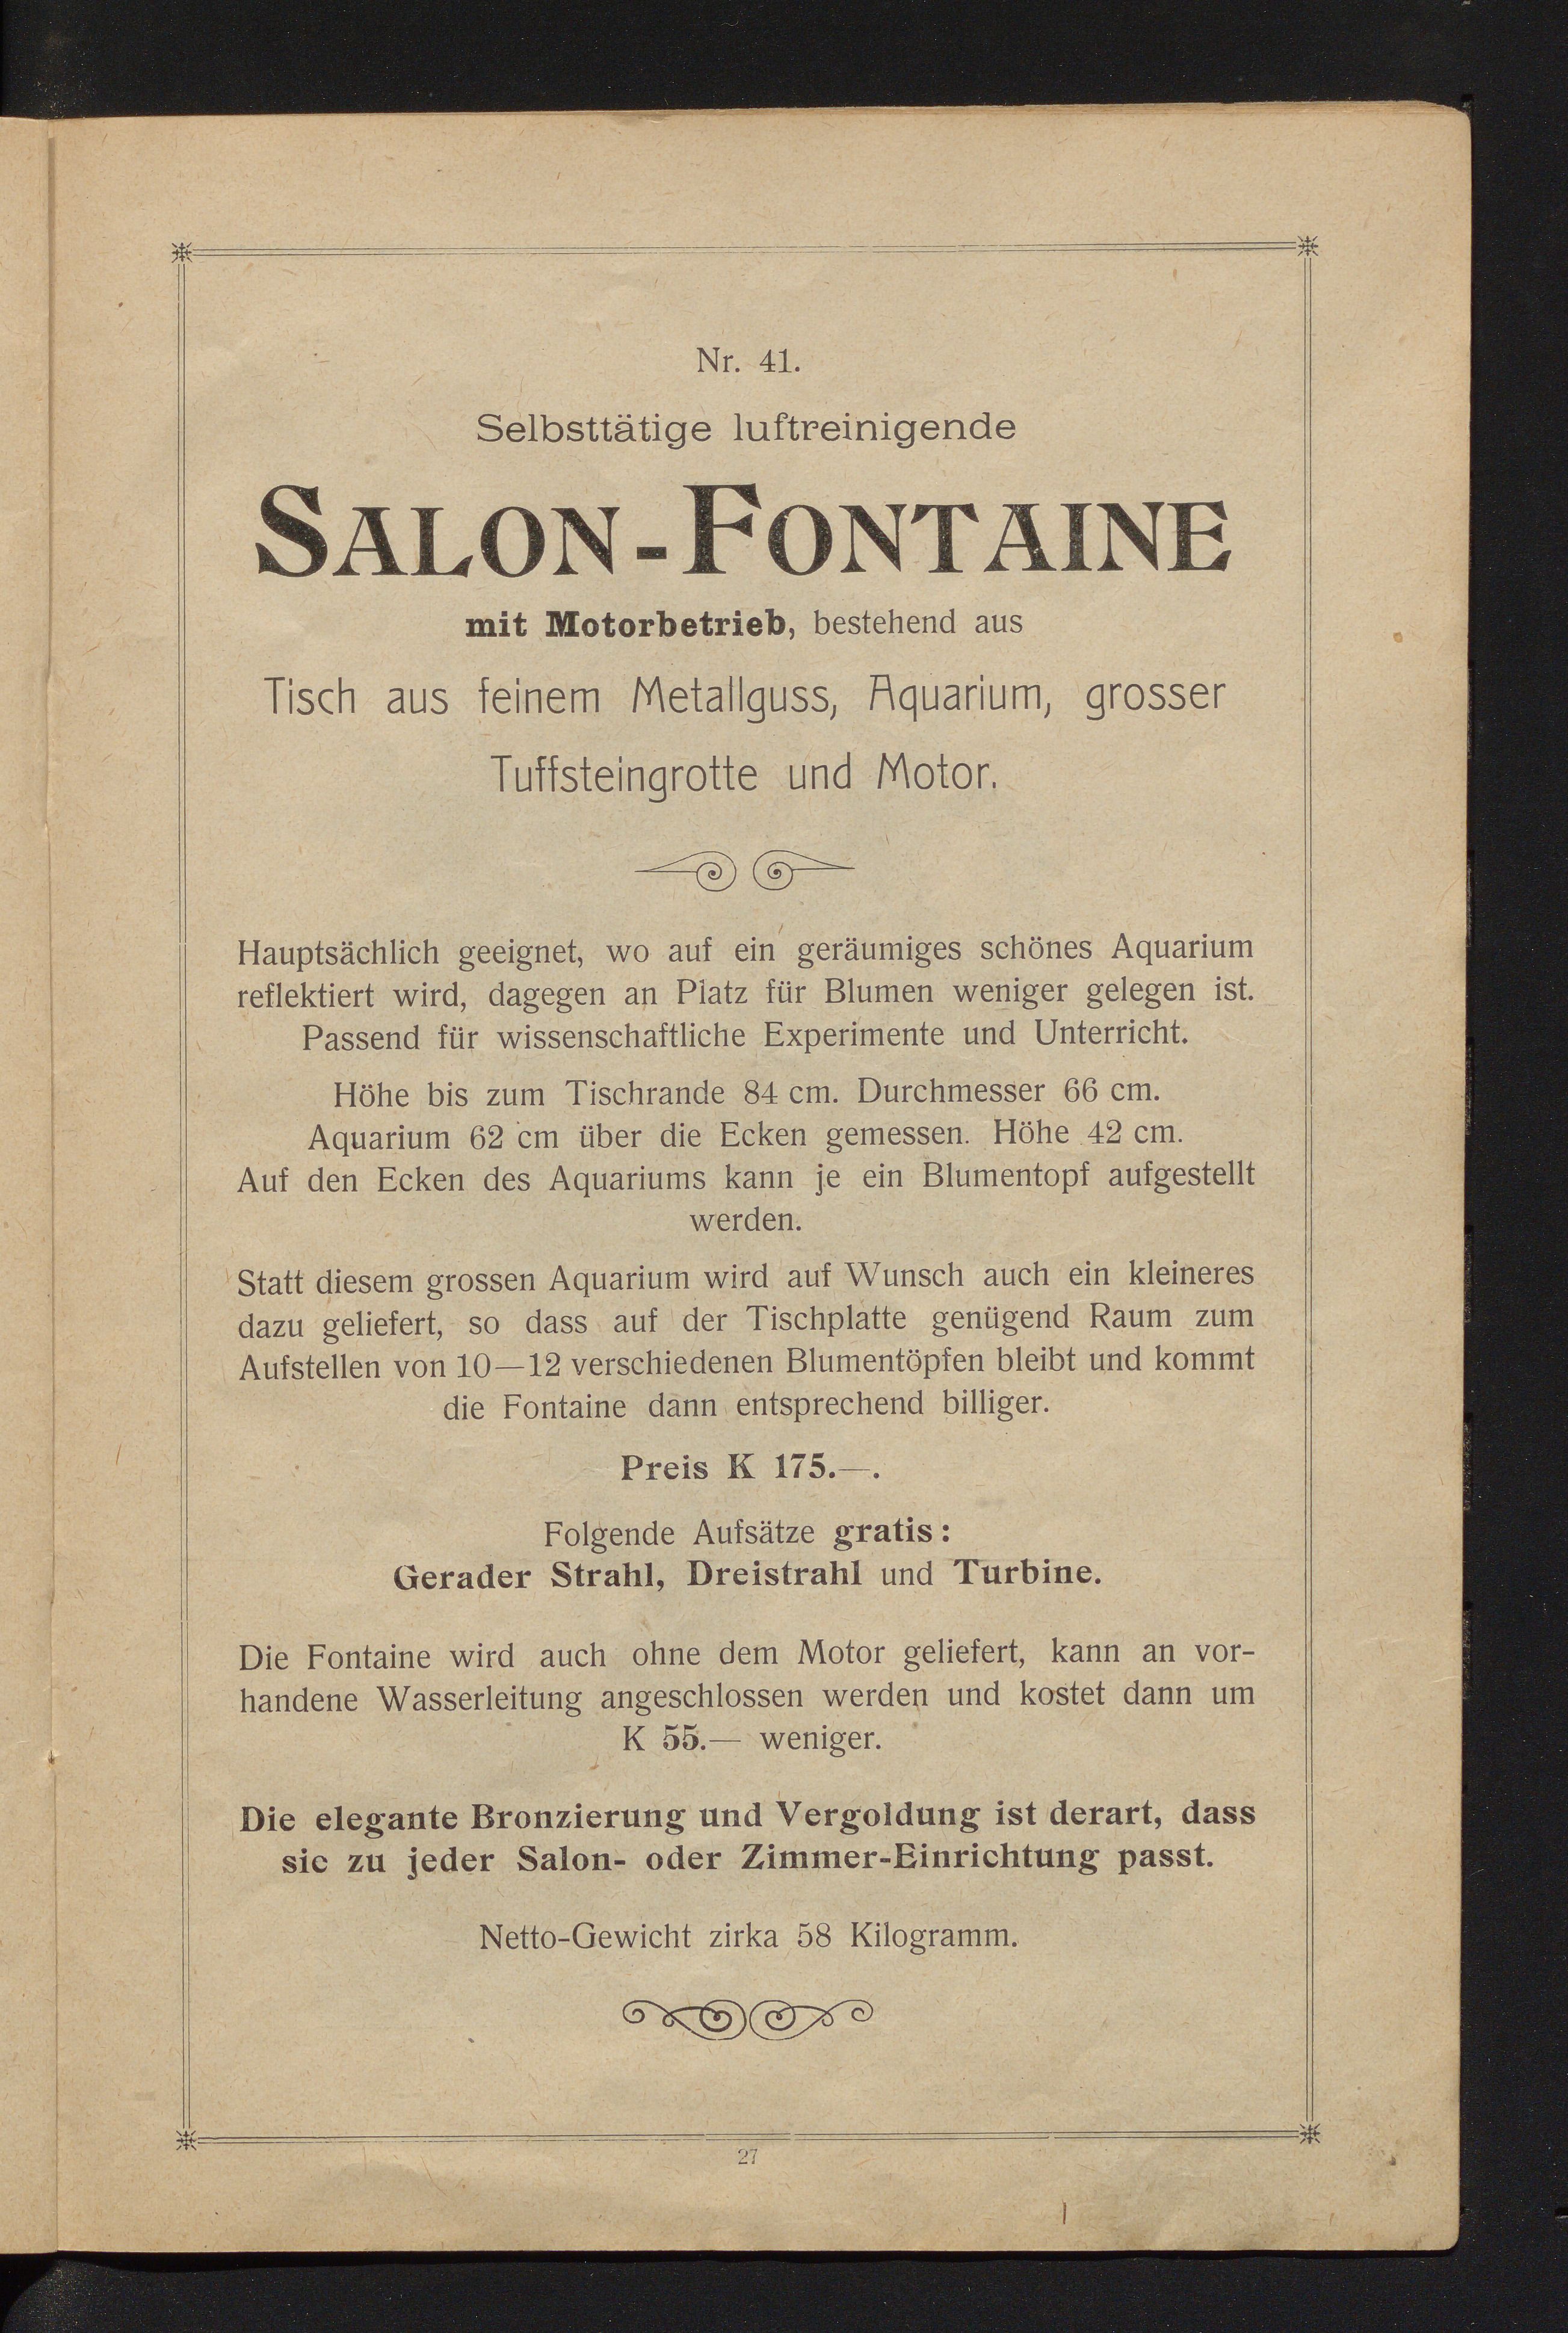 Nr. 41.
Selbsttätige luftreinigende
SALON-FONTAINE
mit Motorbetrieb, bestehend aus
Tisch aus feinem Metallguss, Aquarium, grosser
Tuffsteingrotte und Motor.
Hauptsächlich geeignet, wo auf ein geräumiges schönes Aquarium
reflektiert wird, dagegen an Platz für Blumen weniger gelegen ist.
Passend für wissenschaftliche Experimente und Unterricht.
Höhe bis zum Tischrande 84 cm. Durchmesser 66 cm.
Aquarium 62 cm über die Ecken gemessen. Höhe 42 cm.
Auf den Ecken des Aquariums kann je ein Blumentopf aufgestellt
werden.
Statt diesem grossen Aquarium wird auf Wunsch auch ein kleineres
dazu geliefert, so dass auf der Tischplatte genügend Raum zum
Aufstellen von 10—12 verschiedenen Blumentöpfen bleibt und kommt
die Fontaine dann entsprechend billiger.
Preis K 175.—.
Folgende Aufsätze gratis:
Gerader Strahl, Dreistrahl und Turbine.
Die Fontaine wird auch ohne dem Motor geliefert, kann an vor-
handene Wasserleitung angeschlossen werden und kostet dann um
K 55.— weniger.
Die elegante Bronzierung und Vergoldung ist derart, dass
sie zu jeder Salon- oder Zimmer-Einrichtung passt.
Netto-Gewicht zirka 58 Kilogramm.
27